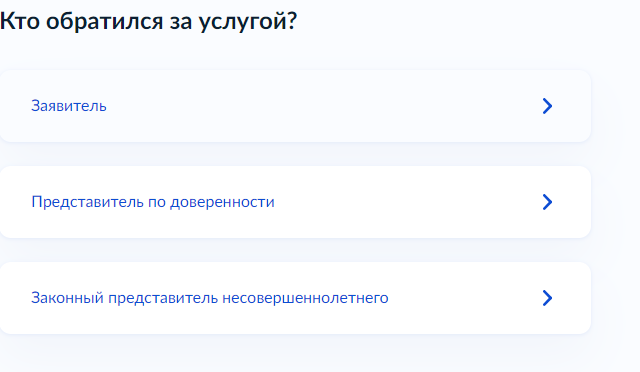 Кто обратился за услугой?
Заявитель
Представитель по доверенности
Законный представитель несовершеннолетнего